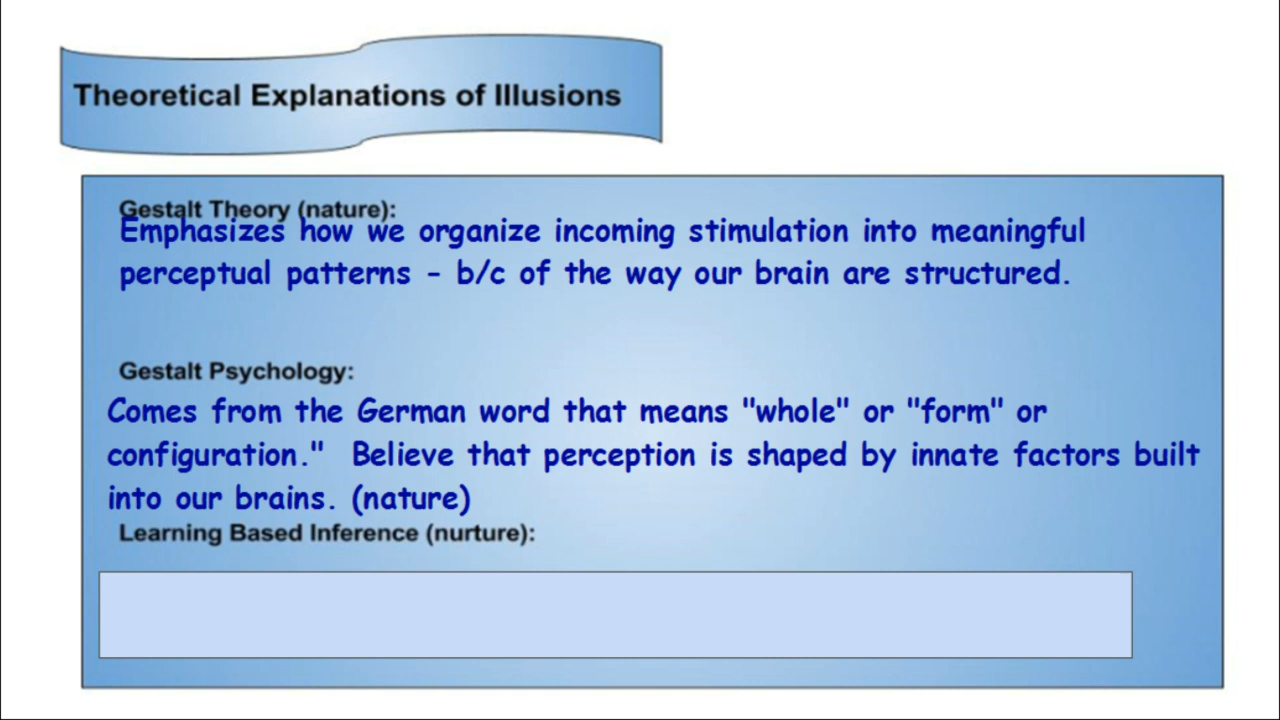 Theoretical Explanations of Illusions
Gestalt Theory (nature):
Emphasizes how we organize incoming stimulation into meaningful
perceptual patterns - b/c of the way our brain are structured.
Gestalt Psychology:
Comes from the German word that means "whole" or "form" or
configuration."  Believe that perception is shaped by innate factors built
into our brains. (nature)
Learning Based Inference (nurture):